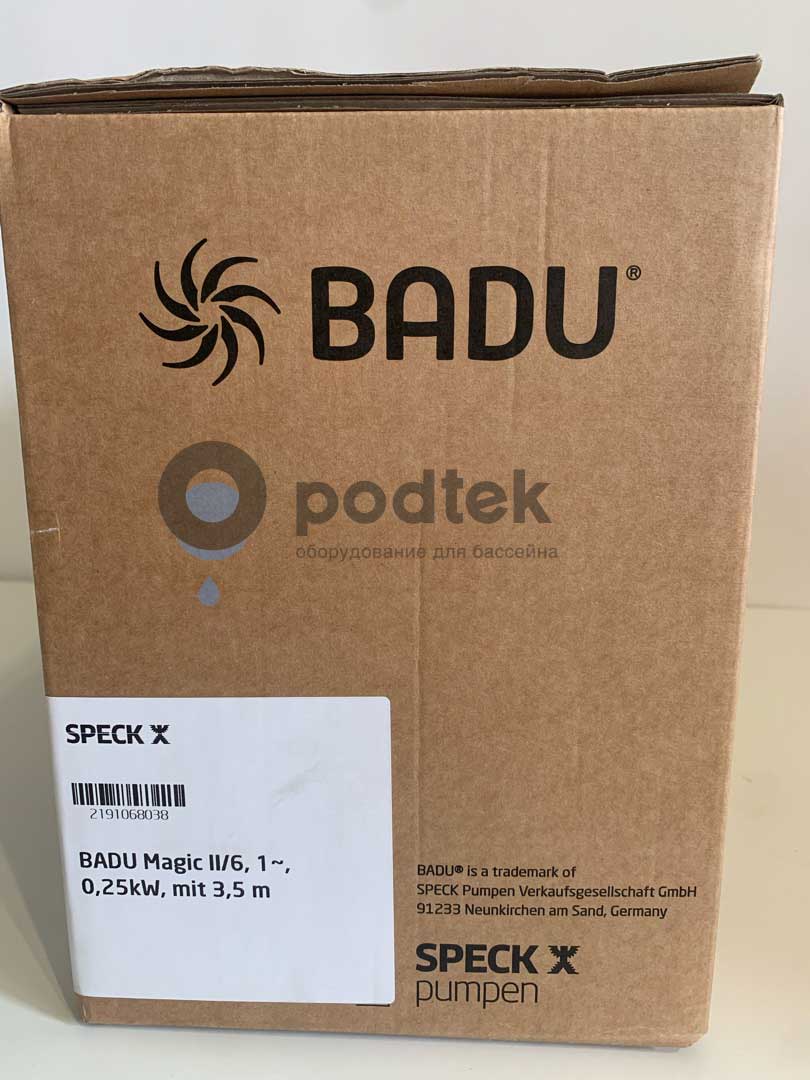 BADU®
podtek
оборудование для бассейна
SPECK
2191068038
BADU Magic II/6, 1~,
0,25kW, mit 3,5 m
BADU® is a trademark of
SPECK Pumpen Verkaufsgesellschaft GmbH
91233 Neunkirchen am Sand, Germany
SPECK
pumpen